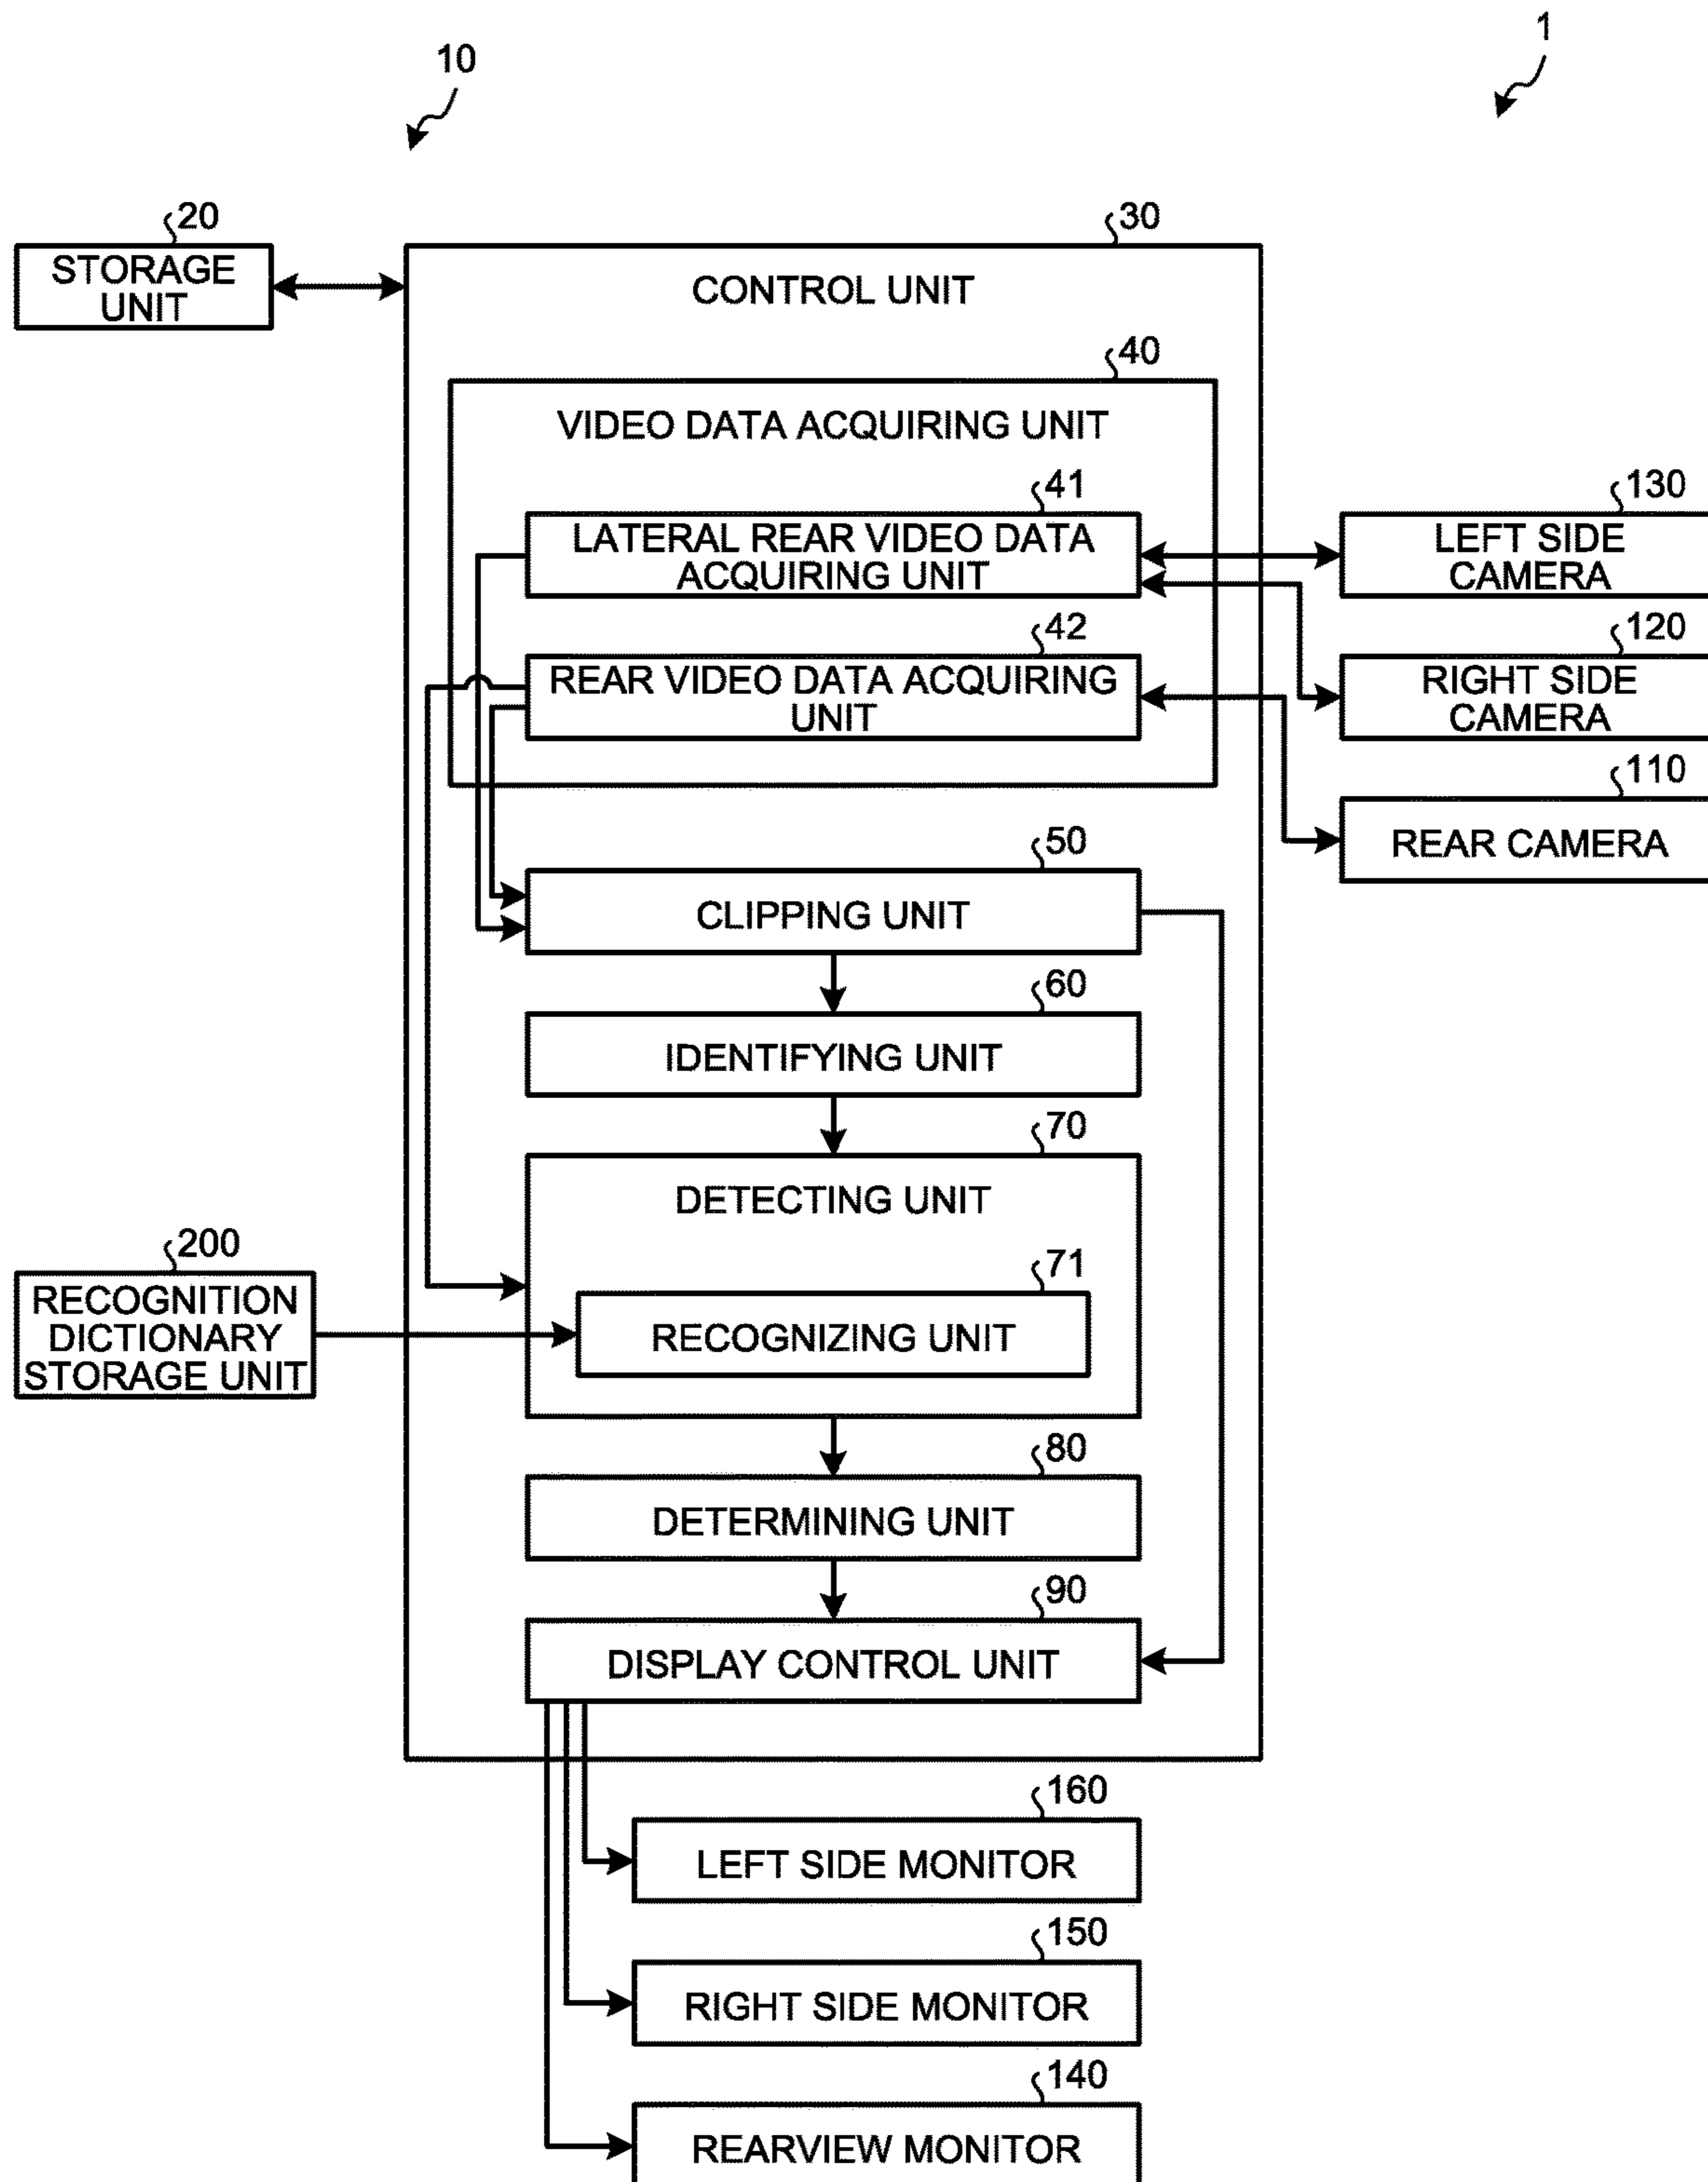 1
10
20
STORAGE
UNIT
30
CONTROL UNIT
40
VIDEO DATA ACQUIRING UNIT
41
LATERAL REAR VIDEO DATA
ACQUIRING UNIT
130
LEFT SIDE
CAMERA
42
REAR VIDEO DATA ACQUIRING
UNIT
120
RIGHT SIDE
CAMERA
110
REAR CAMERA
50
CLIPPING UNIT
60
IDENTIFYING UNIT
70
DETECTING UNIT
200
RECOGNITION
DICTIONARY
STORAGE UNIT
71
RECOGNIZING UNIT
80
DETERMINING UNIT
90
DISPLAY CONTROL UNIT
160
LEFT SIDE MONITOR
150
RIGHT SIDE MONITOR
140
REARVIEW MONITOR